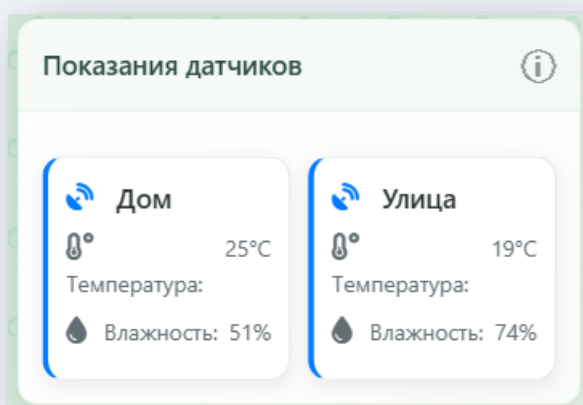 Показания датчиков
Дом
25°C
Температура:
Влажность: 51%
Улица
19°C
Температура:
Влажность: 74%